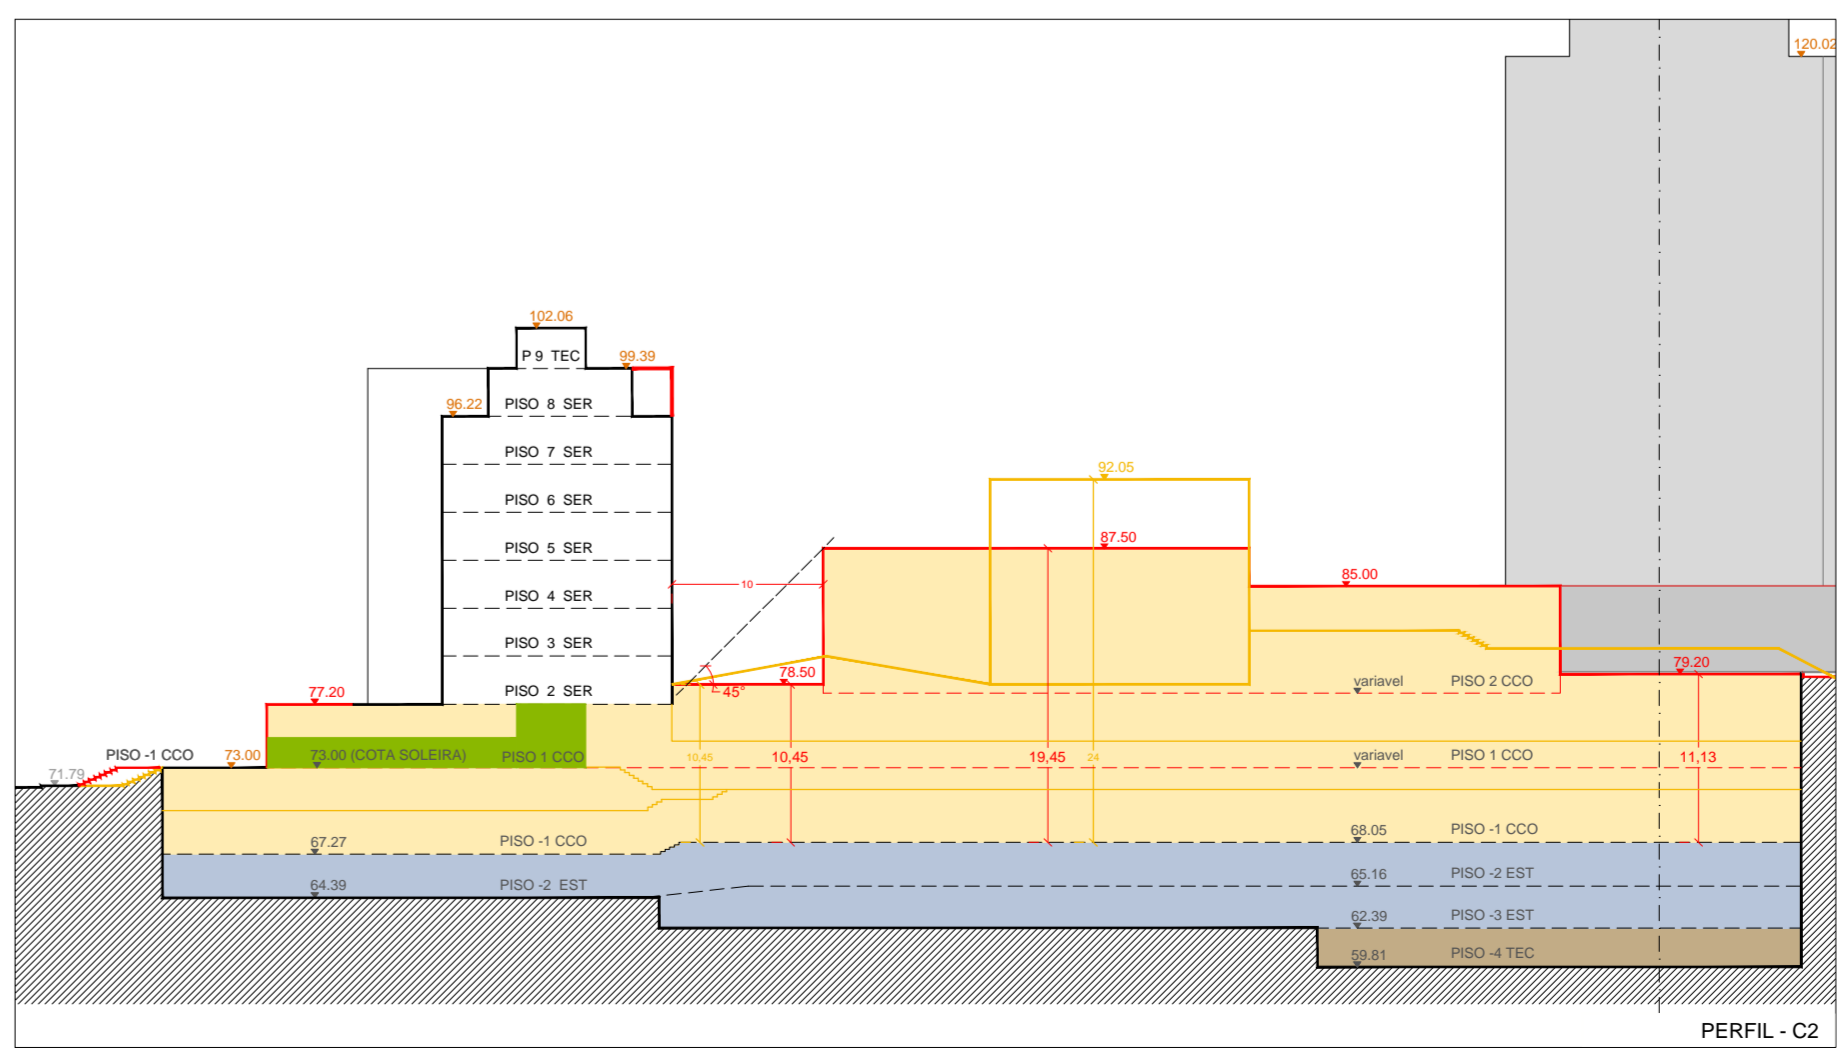 120.02
102.06
P 9 TEC
99.39
96.22
PISO 8 SER
PISO 7 SER
92.05
PISO 6 SER
PISO 5 SER
87.50
10
85.00
PISO 4 SER
PISO 3 SER
78.50
79.20
45°
variavel PISO 2 CCO
77.20
PISO 2 SER
PISO -1 CCO
73.00
73.00 (COTA SOLEIRA)
PISO 1 CCO
10,45
10,45
19,45
24
variavel PISO 1 CCO
11,13
71.79
67.27
PISO -1 CCO
68.05
PISO -1 CCO
64.39
PISO -2 EST
65.16
PISO -2 EST
62.39
PISO -3 EST
59.81
PISO -4 TEC
PERFIL - C2